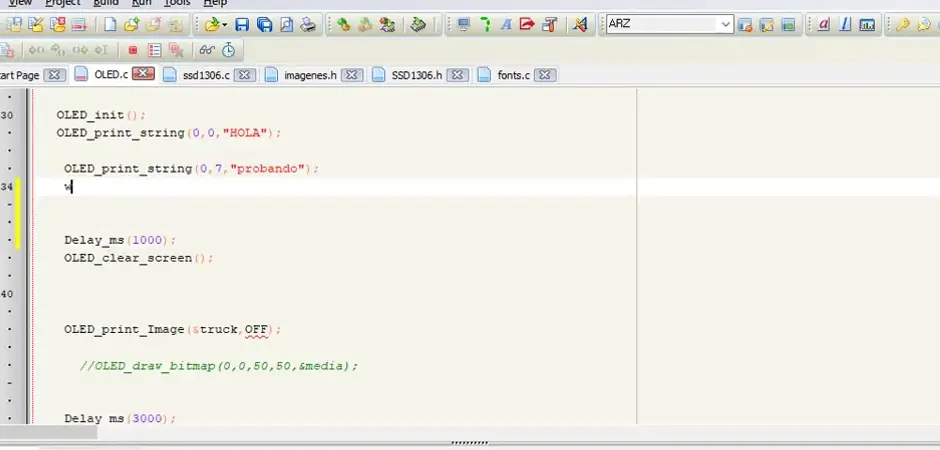 View Project Build Run Tools Help
ARZ
art Page OLED.c ssd1306.c imagenes.h SSD1306.h fonts.c
30 OLED_init();
OLED_print_string(0,0,"HOLA");
OLED_print_string(0,7,"probando");
34 w
Delay_ms(1000);
OLED_clear_screen();
40
OLED_print_Image(&truck,OFF);
//OLED_draw_bitmap(0,0,50,50,&media);
Delay_ms(3000);